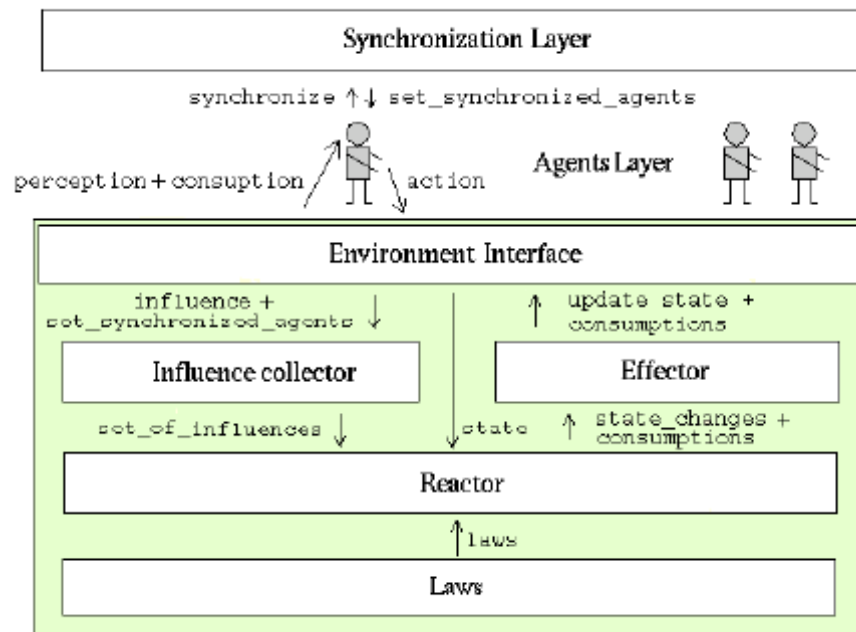 Synchronization Layer
synchronize set_synchronized_agents
Agents Layer
perception+consuption action
Environment Interface
influence + update state +
set_synchronized_agents consumptions
Influence collector Effector
set_of_influences state state_changes +
consumptions
Reactor
laws
Laws